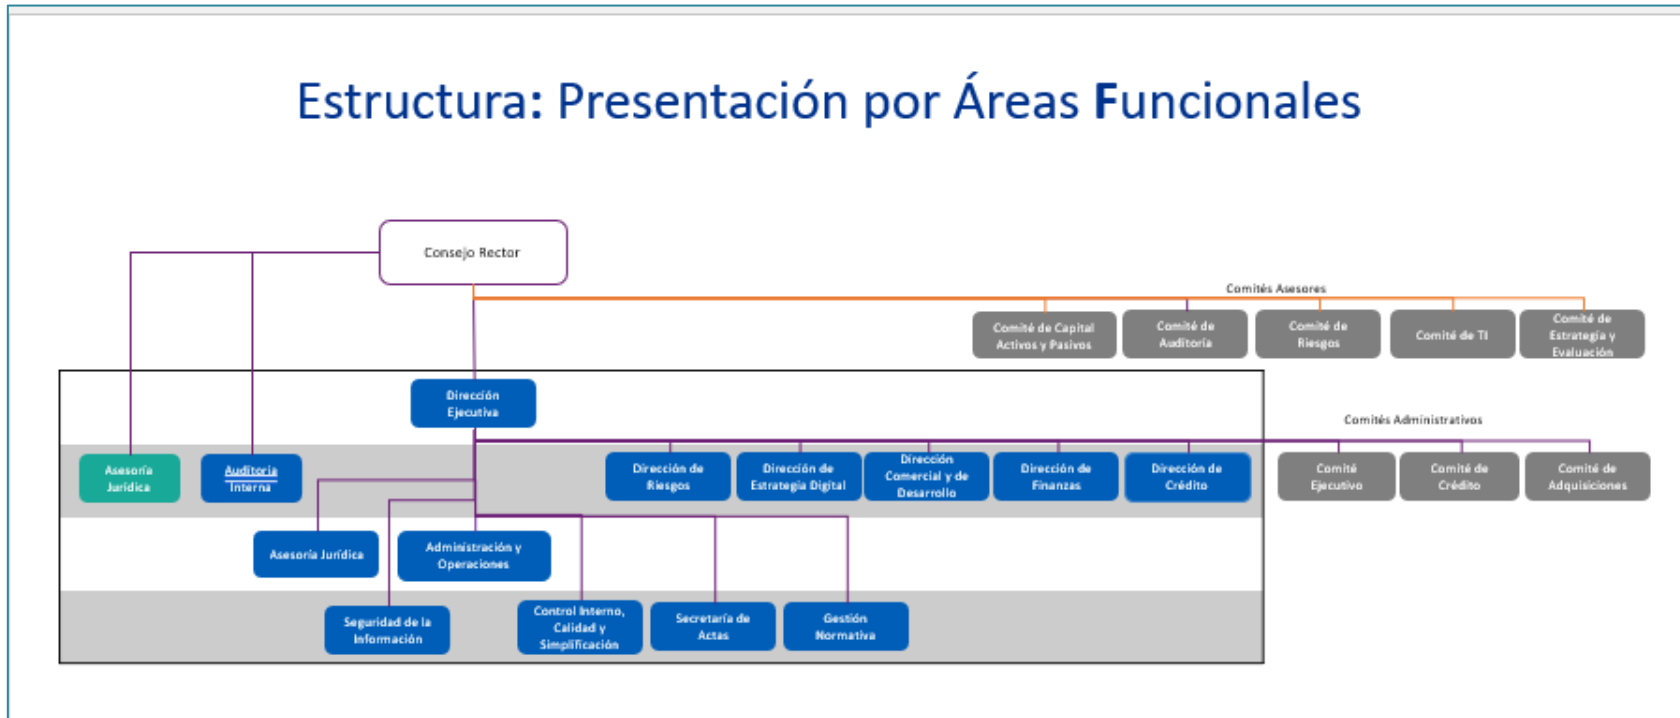 Estructura: Presentación por Áreas Funcionales
Consejo Rector
Comités Asesores
Comité de Capital
Activos y Pasivos
Comité de
Auditoría
Comité de
Riesgos
Comité de TI
Comité de
Estrategia y
Evaluación
Dirección
Ejecutiva
Comités Administrativos
Asesoría
Jurídica
Auditoria
Interna
Dirección de
Riesgos
Dirección de
Estrategia Digital
Dirección
Comercial y de
Desarrollo
Dirección de
Finanzas
Dirección de
Crédito
Comité
Ejecutivo
Comité de
Crédito
Comité de
Adquisiciones
Asesoría Jurídica
Administración y
Operaciones
Seguridad de la
Información
Control Interno,
Calidad y
Simplificación
Secretaría de
Actas
Gestión
Normativa